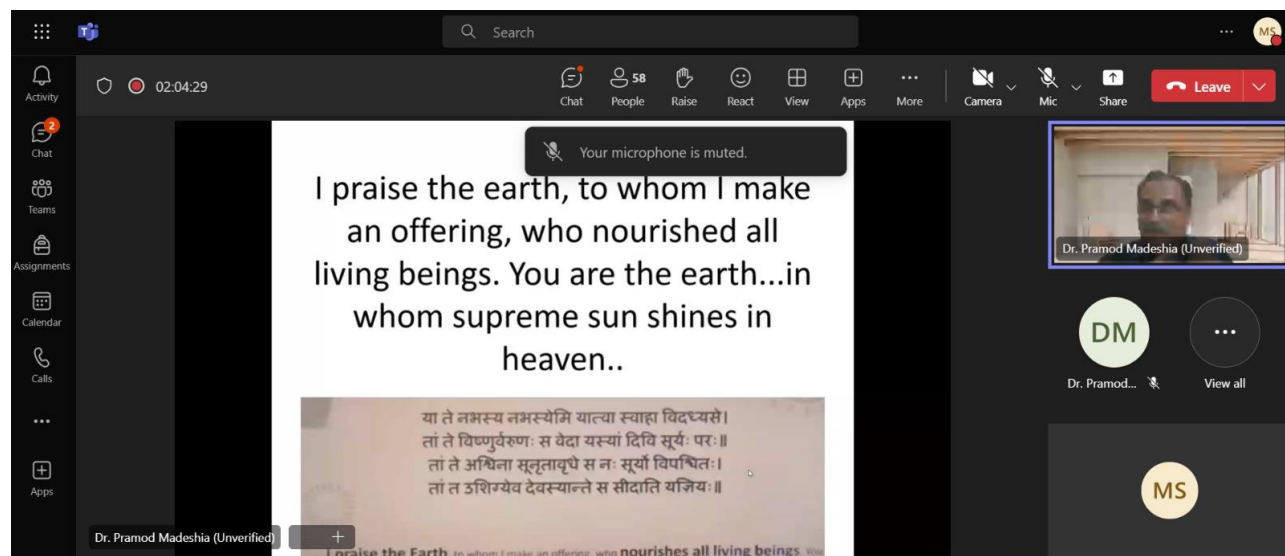 Search
MS
Activity
02:04:29
Chat
58
People
Raise
React
View
Apps
More
Camera
Mic
Share
Leave
2
Chat
Teams
Assignments
Calendar
Calls
Apps
Your microphone is muted.
I praise the earth, to whom I make
an offering, who nourished all
living beings. You are the earth...in
whom supreme sun shines in
heaven..
या ते नभस्य नभस्येमि यात्वा स्वाहा विदध्यसे।
तां ते विष्णुर्वरुणः स वेदा यस्यां दिवि सूर्यः परः॥
तां ते अश्विना सूनृतावृधे स नः सूर्यो विपश्चितः।
तां त उशिग्येव देवस्यान्ते स सीदाति यज्ञियः॥
I praise the Earth, to whom I make an offering, who nourishes all living beings. You
Dr. Pramod Madeshia (Unverified)
Dr. Pramod Madeshia (Unverified)
DM
Dr. Pramod...
View all
MS